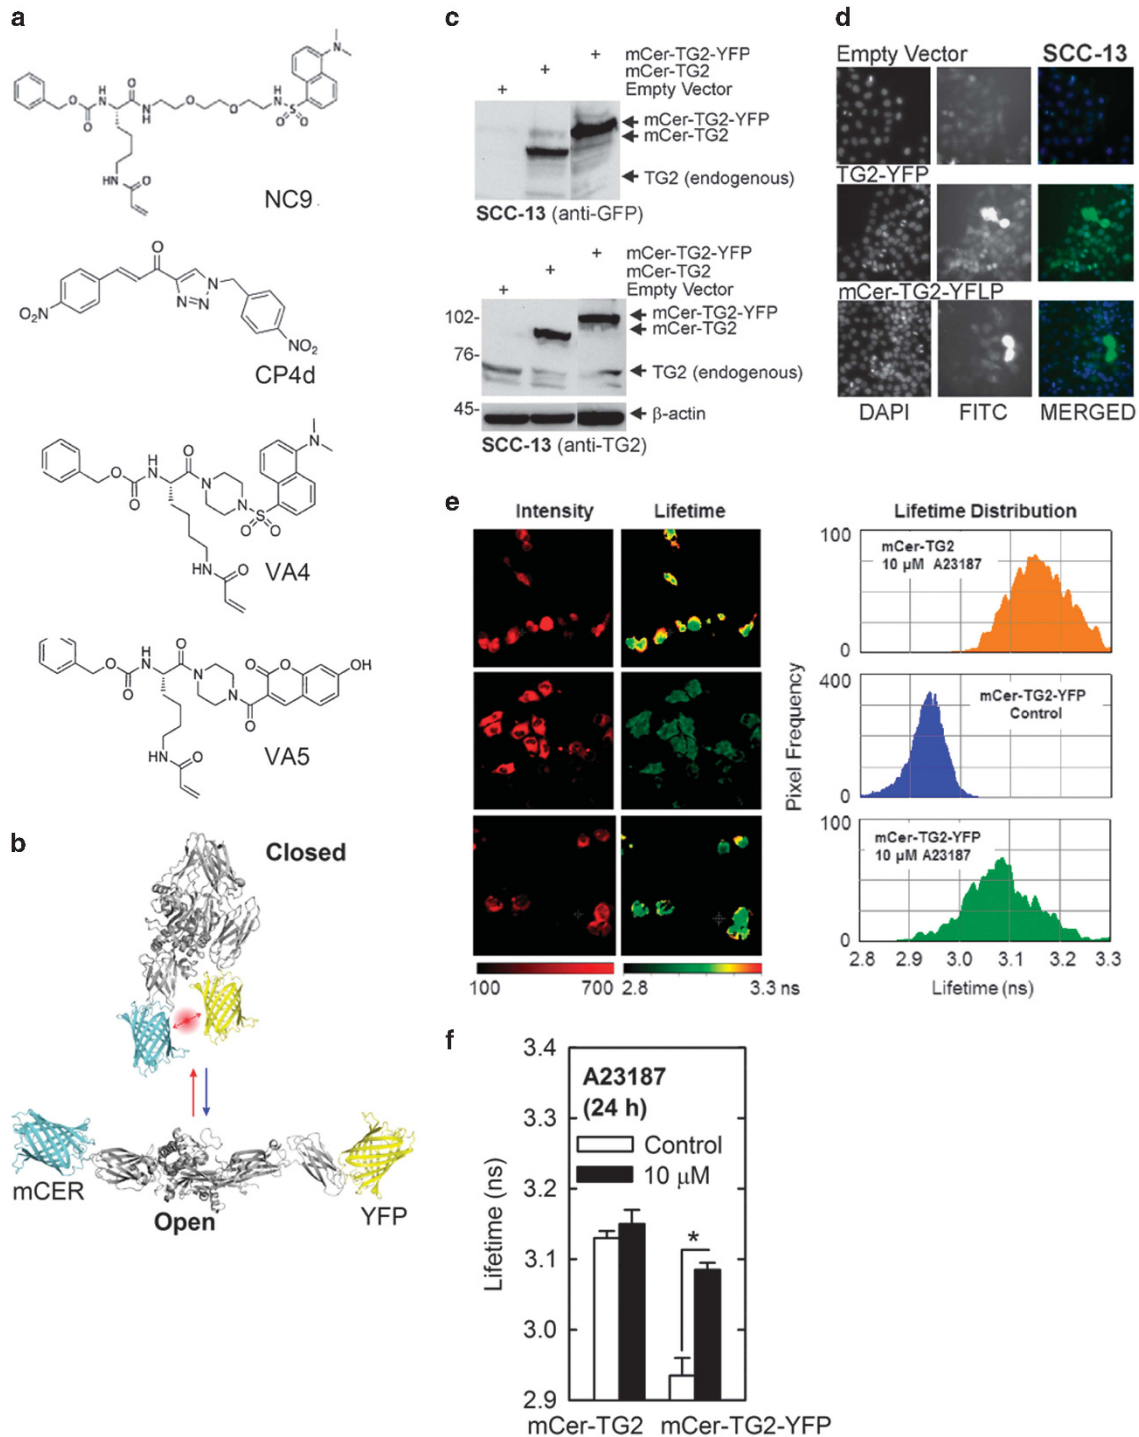 a
NC9
CP4d
VA4
VA5
O
N
H
HN
NH
S
NO₂
O₂N
OH
b
Closed
mCER
Open
YFP
c
mCer-TG2-YFP
mCer-TG2
Empty Vector
+
+
+
mCer-TG2-YFP
mCer-TG2
TG2 (endogenous)
SCC-13 (anti-GFP)
mCer-TG2-YFP
mCer-TG2
Empty Vector
+
+
+
102-
76-
45-
mCer-TG2-YFP
mCer-TG2
TG2 (endogenous)
β-actin
SCC-13 (anti-TG2)
d
Empty Vector SCC-13
TG2-YFP
mCer-TG2-YFLP
DAPI FITC MERGED
e
Intensity Lifetime
100 700 2.8 3.3 ns
Lifetime Distribution
100
mCer-TG2
10 µM A23187
0
400
mCer-TG2-YFP
Control
0
100
mCer-TG2-YFP
10 µM A23187
0
Pixel Frequency
2.8 2.9 3.0 3.1 3.2 3.3
Lifetime (ns)
f
3.4
3.3
3.2
3.1
3.0
2.9
Lifetime (ns)
A23187
(24 h)
Control
10 µM
*
mCer-TG2 mCer-TG2-YFP